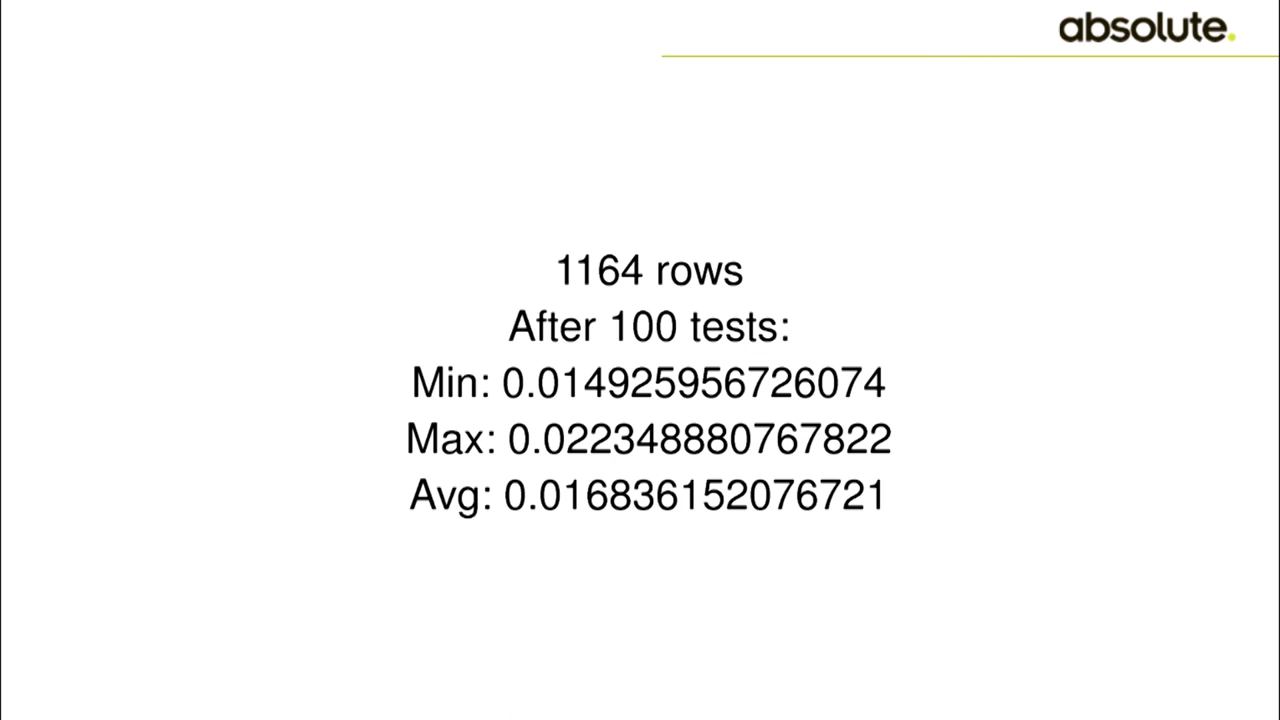 absolute.
1164 rows
After 100 tests:
Min: 0.014925956726074
Max: 0.022348880767822
Avg: 0.016836152076721